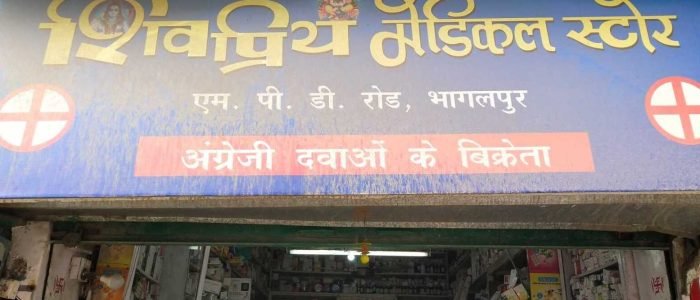 शिवप्रिय मेडिकल स्टोर
एम. पी. डी. रोड, भागलपुर
अंग्रेजी दवाओं के बिक्रेता